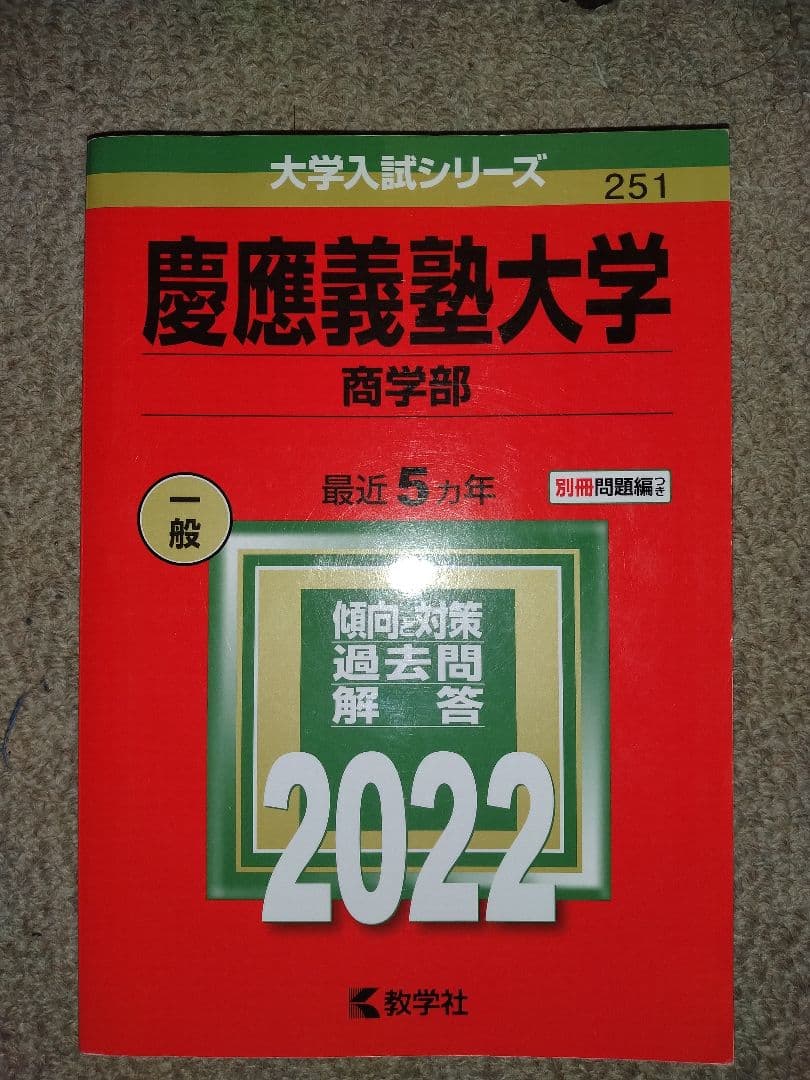 大学入試シリーズ
251
慶應義塾大学
商学部
最近5カ年
別冊問題編つき
一般
傾向と対策
過去問
解答
2022
教学社